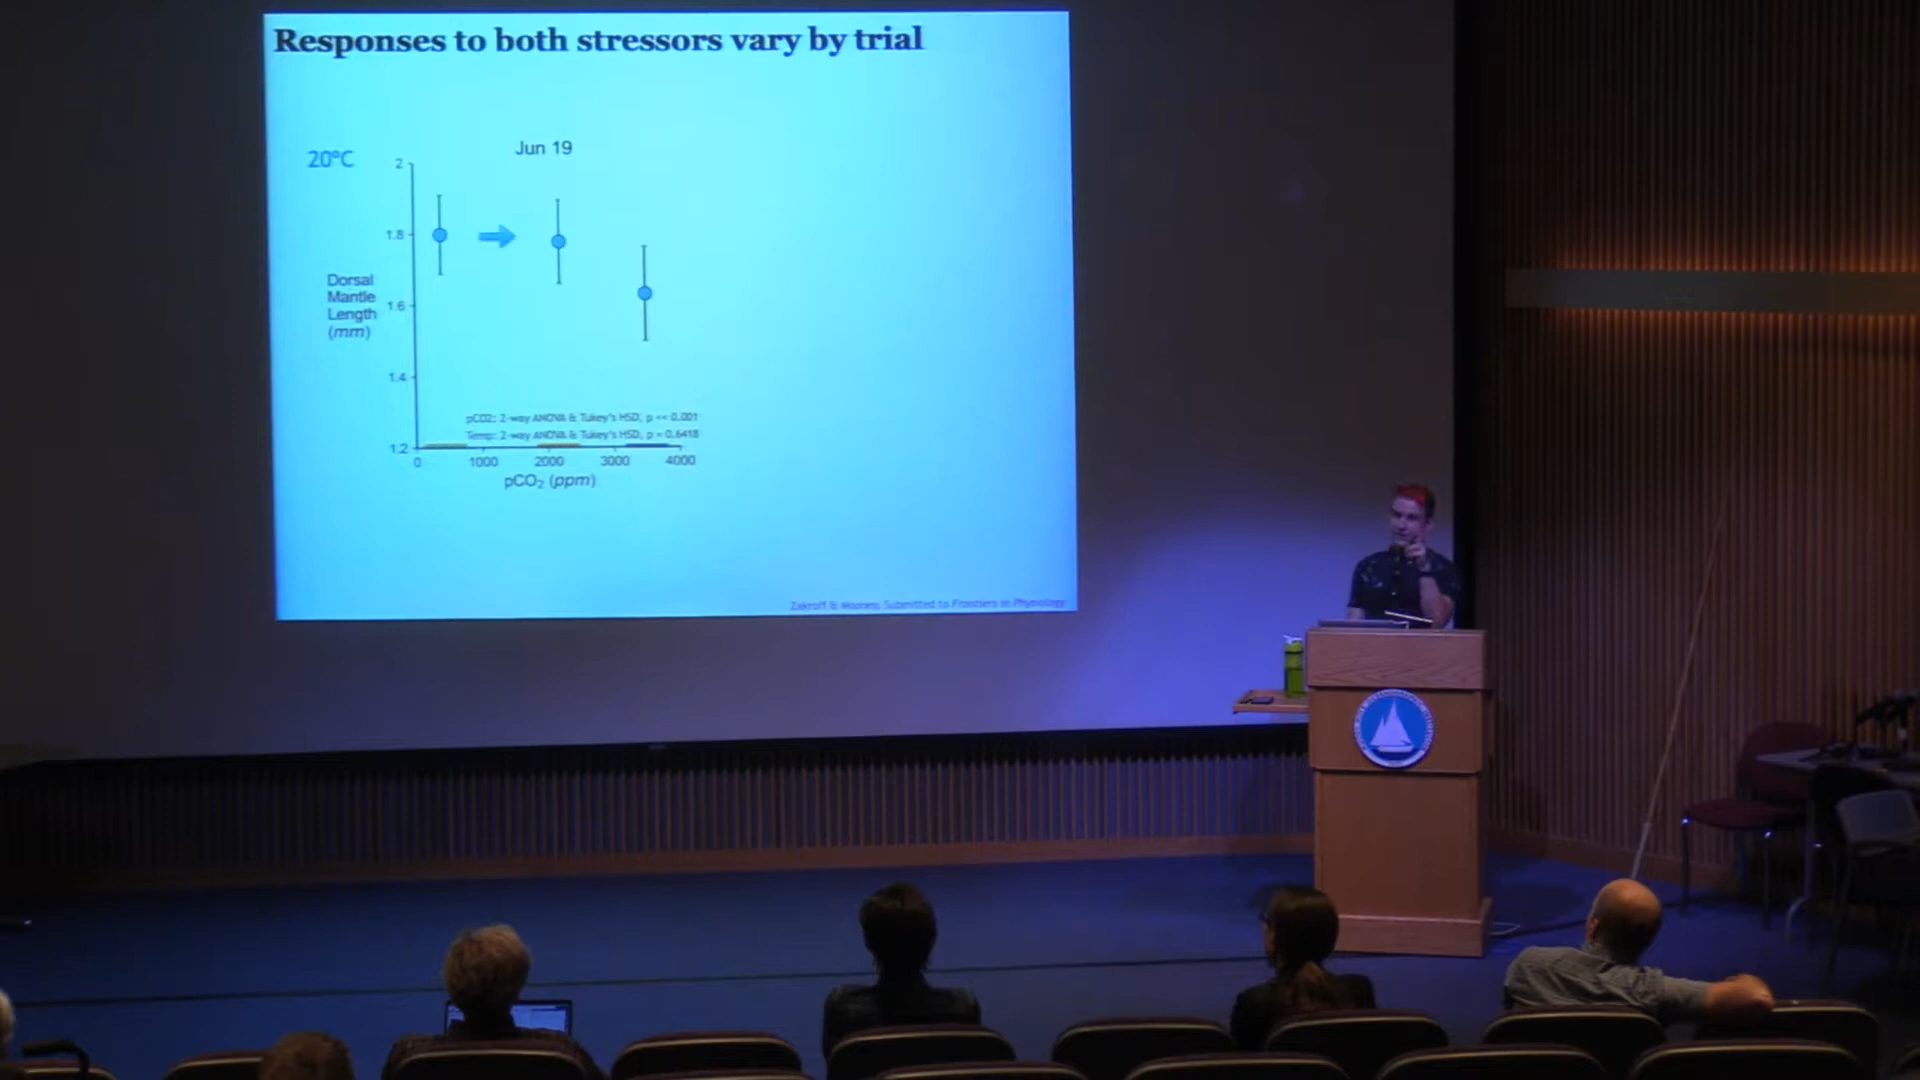 Responses to both stressors vary by trial
20°C
Jun 19
2
1.8
Dorsal
Mantle
Length
(mm)
1.6
1.4
pCO2: 2-way ANOVA & Tukey's HSD, p << 0.001
Temp: 2-way ANOVA & Tukey's HSD, p = 0.6418
1.2
0 1000 2000 3000 4000
pCO₂ (ppm)
Zakroff & Mooney, Submitted to Frontiers in Physiology